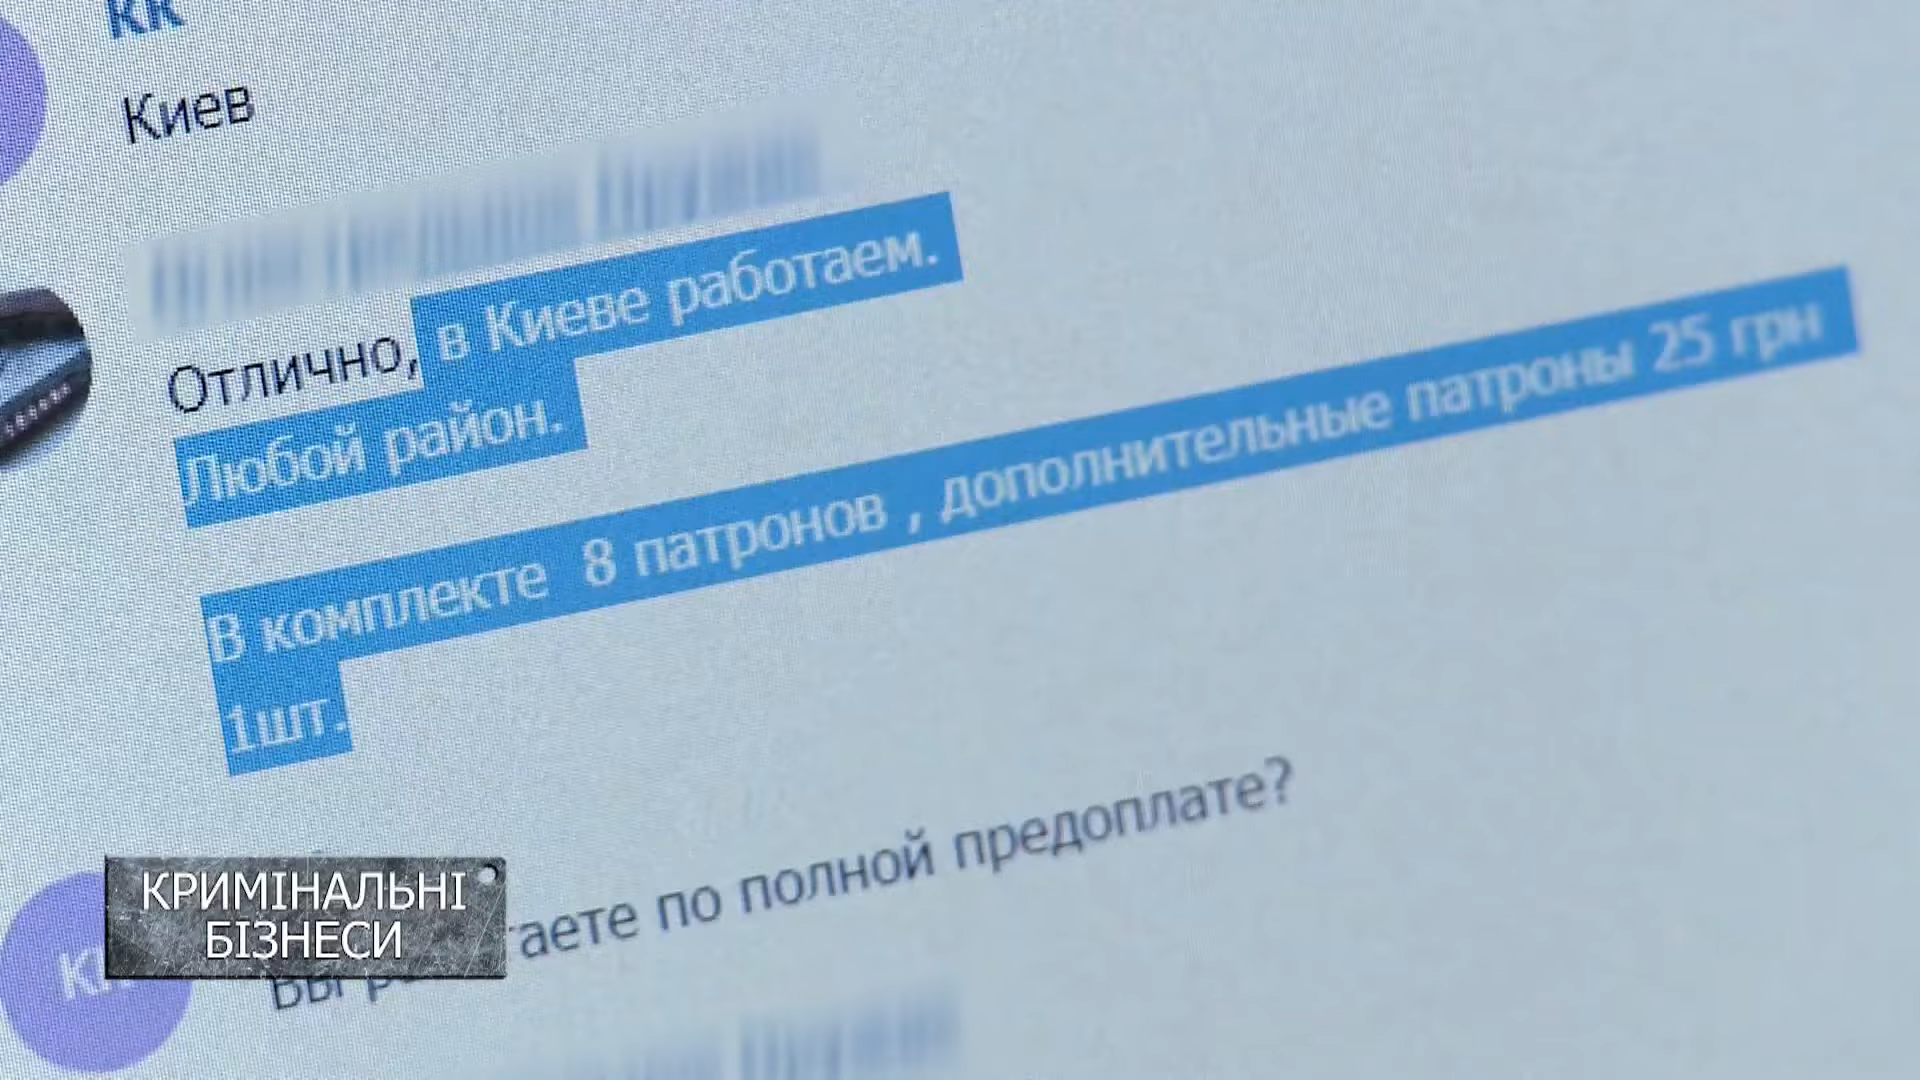 кк
Киев
Отлично, в Киеве работаем.
Любой район.
В комплекте 8 патронов , дополнительные патроны 25 грн
1шт.
по полной предоплате?
КРИМІНАЛЬНІ
БІЗНЕСИ